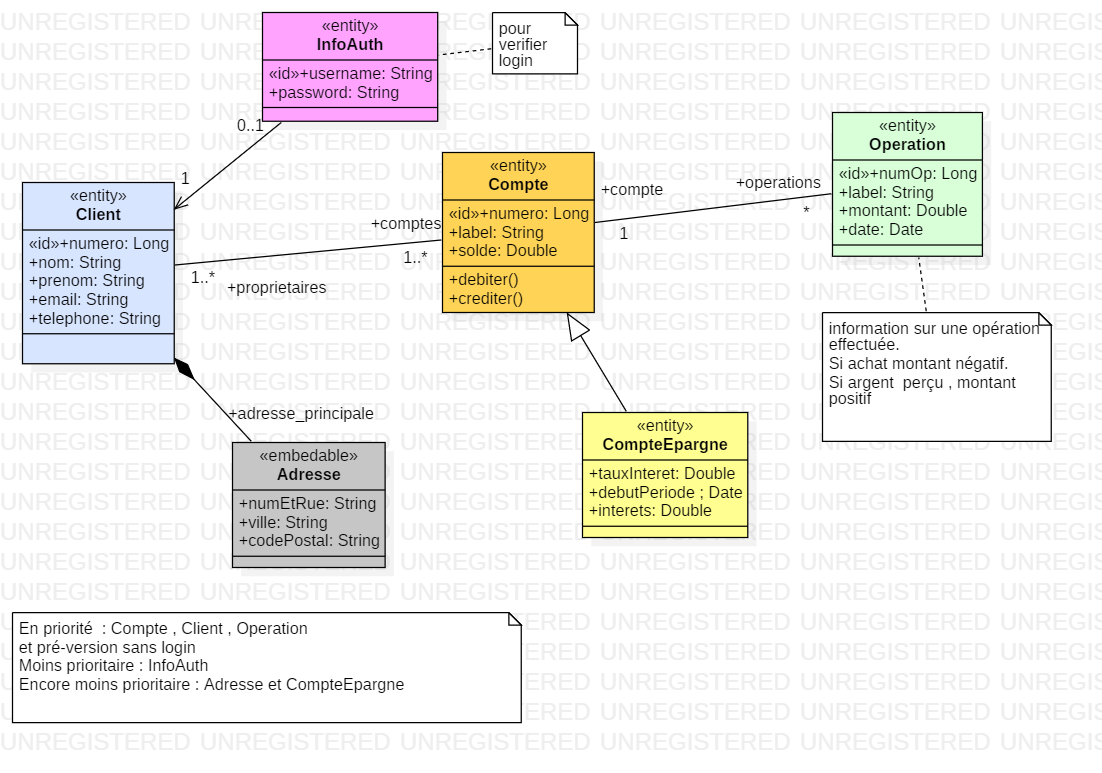 «entity»
InfoAuth
«id»+username: String
+password: String
pour
verifier
login
0..1
1
«entity»
Client
«id»+numero: Long
+nom: String
+prenom: String
+email: String
+telephone: String
+comptes
1..*
1..*
+proprietaires
«entity»
Compte
«id»+numero: Long
+label: String
+solde: Double
+debiter()
+crediter()
+compte
1
+operations
*
«entity»
Operation
«id»+numOp: Long
+label: String
+montant: Double
+date: Date
information sur une opération
effectuée.
Si achat montant négatif.
Si argent  perçu , montant
positif
+adresse_principale
«embedable»
Adresse
+numEtRue: String
+ville: String
+codePostal: String
«entity»
CompteEpargne
+tauxInteret: Double
+debutPeriode ; Date
+interets: Double
En priorité  : Compte , Client , Operation
et pré-version sans login
Moins prioritaire : InfoAuth
Encore moins prioritaire : Adresse et CompteEpargne
UNREGISTERED